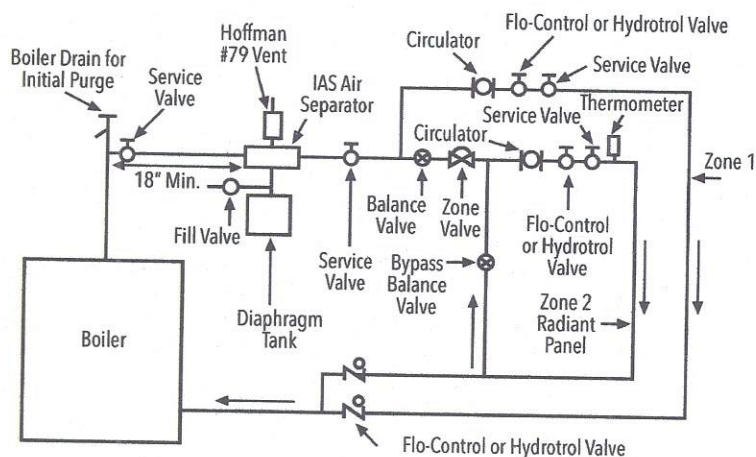 Hoffman
#79 Vent
Flo-Control or Hydrotrol Valve
Boiler Drain for
Initial Purge
Service
Valve
IAS Air
Separator
Circulator
Service Valve
Service Valve
Thermometer
Circulator
18" Min.
Zone 1
Fill Valve
Balance
Valve
Zone
Valve
Flo-Control
or Hydrotrol
Valve
Service
Valve
Bypass
Balance
Valve
Diaphragm
Tank
Zone 2
Radiant
Panel
Boiler
Flo-Control or Hydrotrol Valve